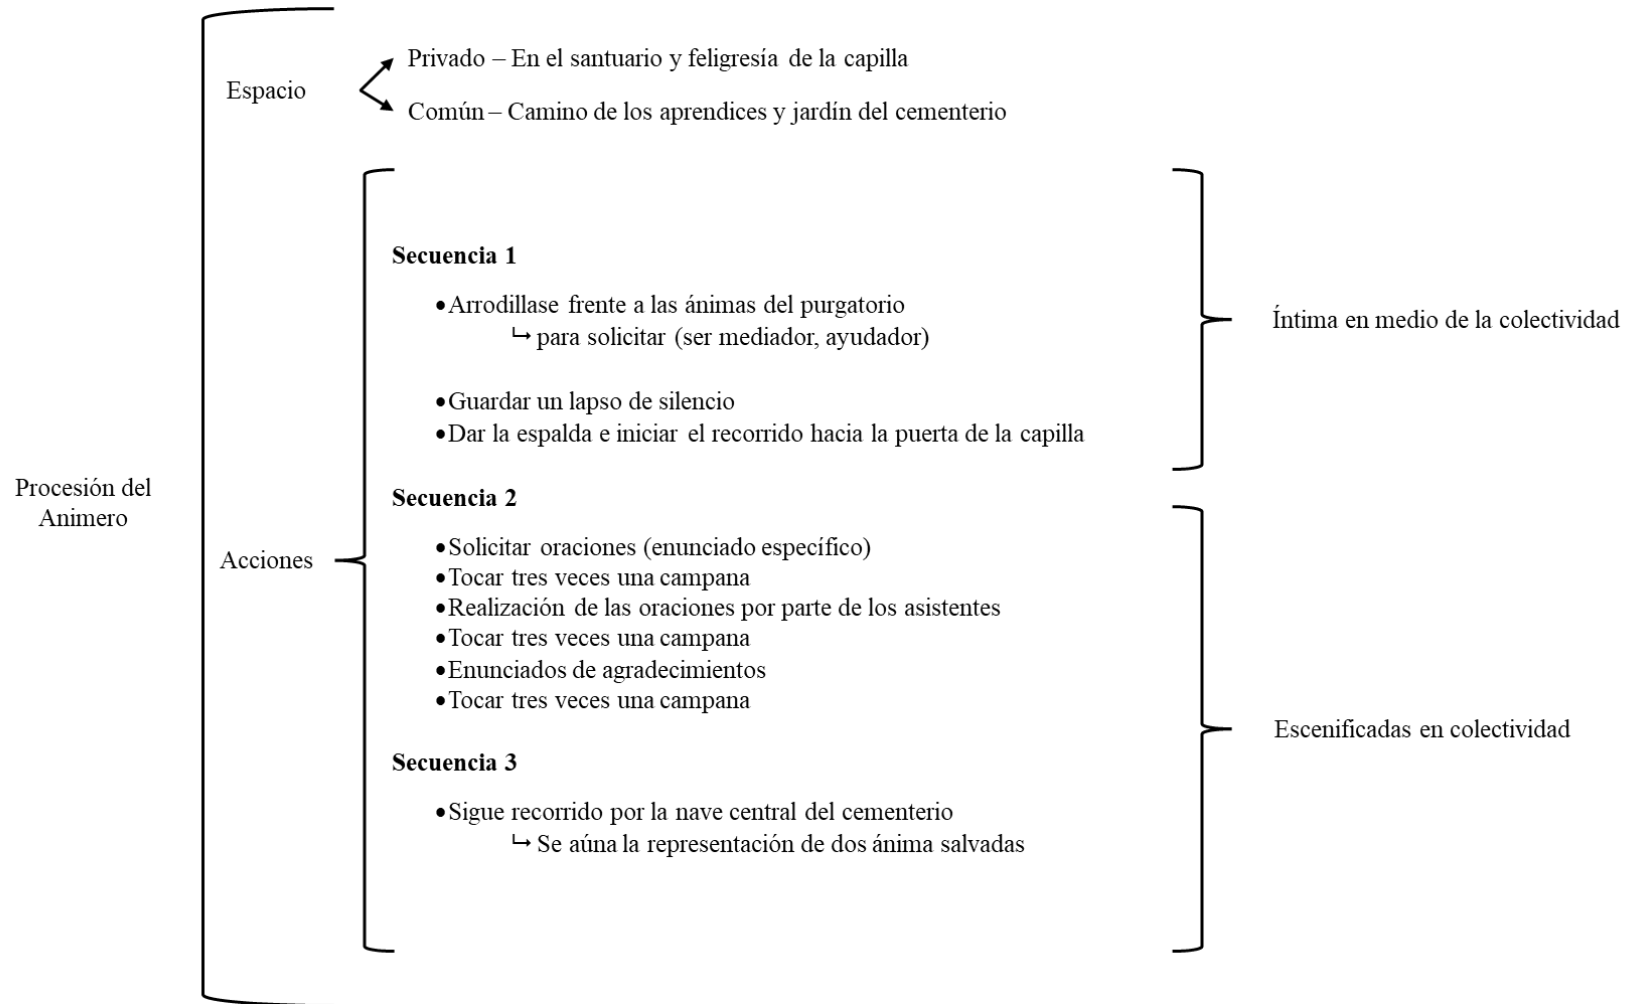 Procesión del
Animero
Espacio
Privado – En el santuario y feligresía de la capilla
Común – Camino de los aprendices y jardín del cementerio
Acciones
Secuencia 1
•Arrodillase frente a las ánimas del purgatorio
↳ para solicitar (ser mediador, ayudador)
•Guardar un lapso de silencio
•Dar la espalda e iniciar el recorrido hacia la puerta de la capilla
Íntima en medio de la colectividad
Secuencia 2
•Solicitar oraciones (enunciado específico)
•Tocar tres veces una campana
•Realización de las oraciones por parte de los asistentes
•Tocar tres veces una campana
•Enunciados de agradecimientos
•Tocar tres veces una campana
Secuencia 3
•Sigue recorrido por la nave central del cementerio
↳ Se aúna la representación de dos ánima salvadas
Escenificadas en colectividad